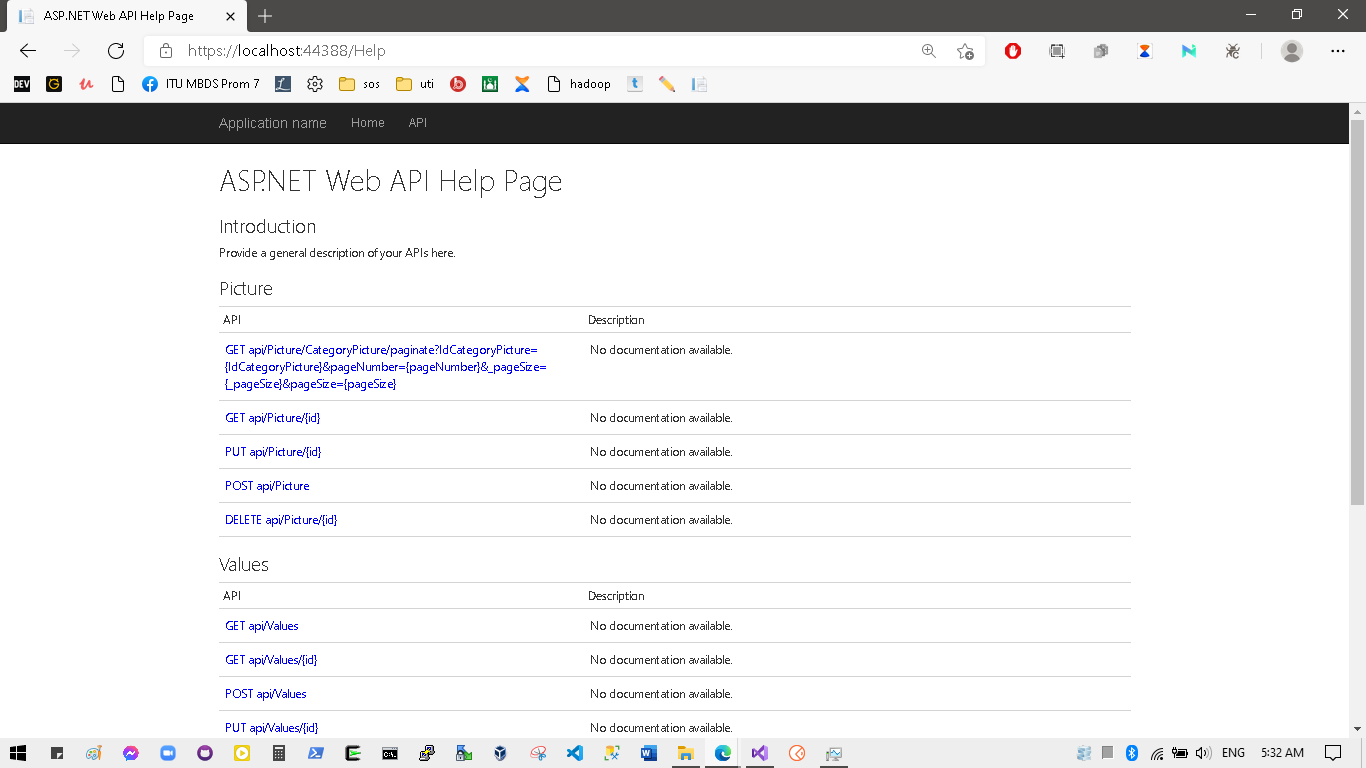 ASP.NET Web API Help Page
https://localhost:44388/Help
DEV
G
ITU MBDS Prom 7
L
sos
uti
b
hadoop
t
Application name Home API
ASP.NET Web API Help Page
Introduction
Provide a general description of your APIs here.
Picture
API Description
GET api/Picture/CategoryPicture/paginate?IdCategoryPicture= No documentation available.
{IdCategoryPicture}&pageNumber={pageNumber}&_pageSize=
{_pageSize}&pageSize={pageSize}
GET api/Picture/{id} No documentation available.
PUT api/Picture/{id} No documentation available.
POST api/Picture No documentation available.
DELETE api/Picture/{id} No documentation available.
Values
API Description
GET api/Values No documentation available.
GET api/Values/{id} No documentation available.
POST api/Values No documentation available.
PUT api/Values/{id} No documentation available.
ENG 5:32 AM